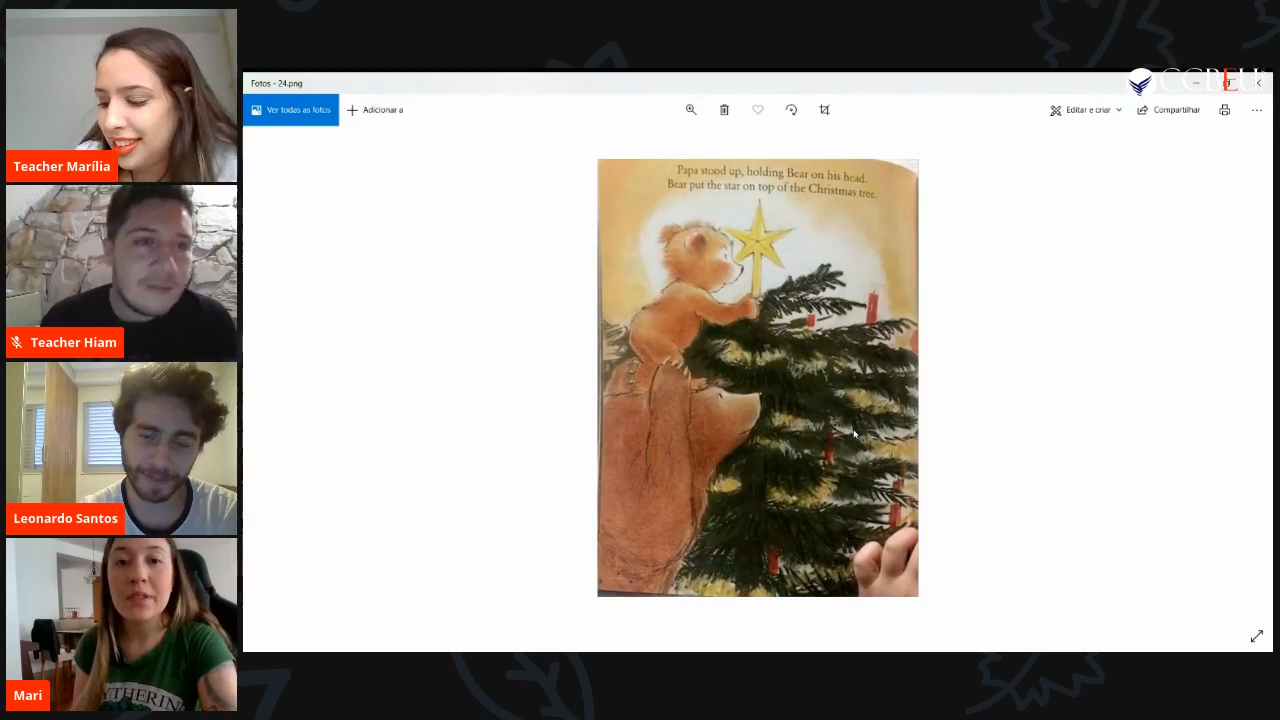 Teacher Marília
Teacher Hiam
Leonardo Santos
Mari
CCBEU
Fotos - 24.png
Ver todas as fotos
Adicionar a
Editar e criar
Compartilhar
Papa stood up, holding Bear on his head.
Bear put the star on top of the Christmas tree.